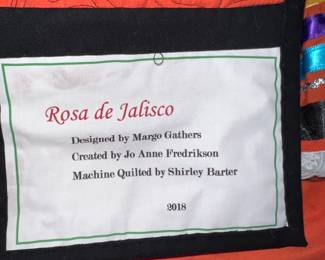 Rosa de Jalisco
Designed by Margo Gathers
Created by Jo Anne Fredrikson
Machine Quilted by Shirley Barter
2018